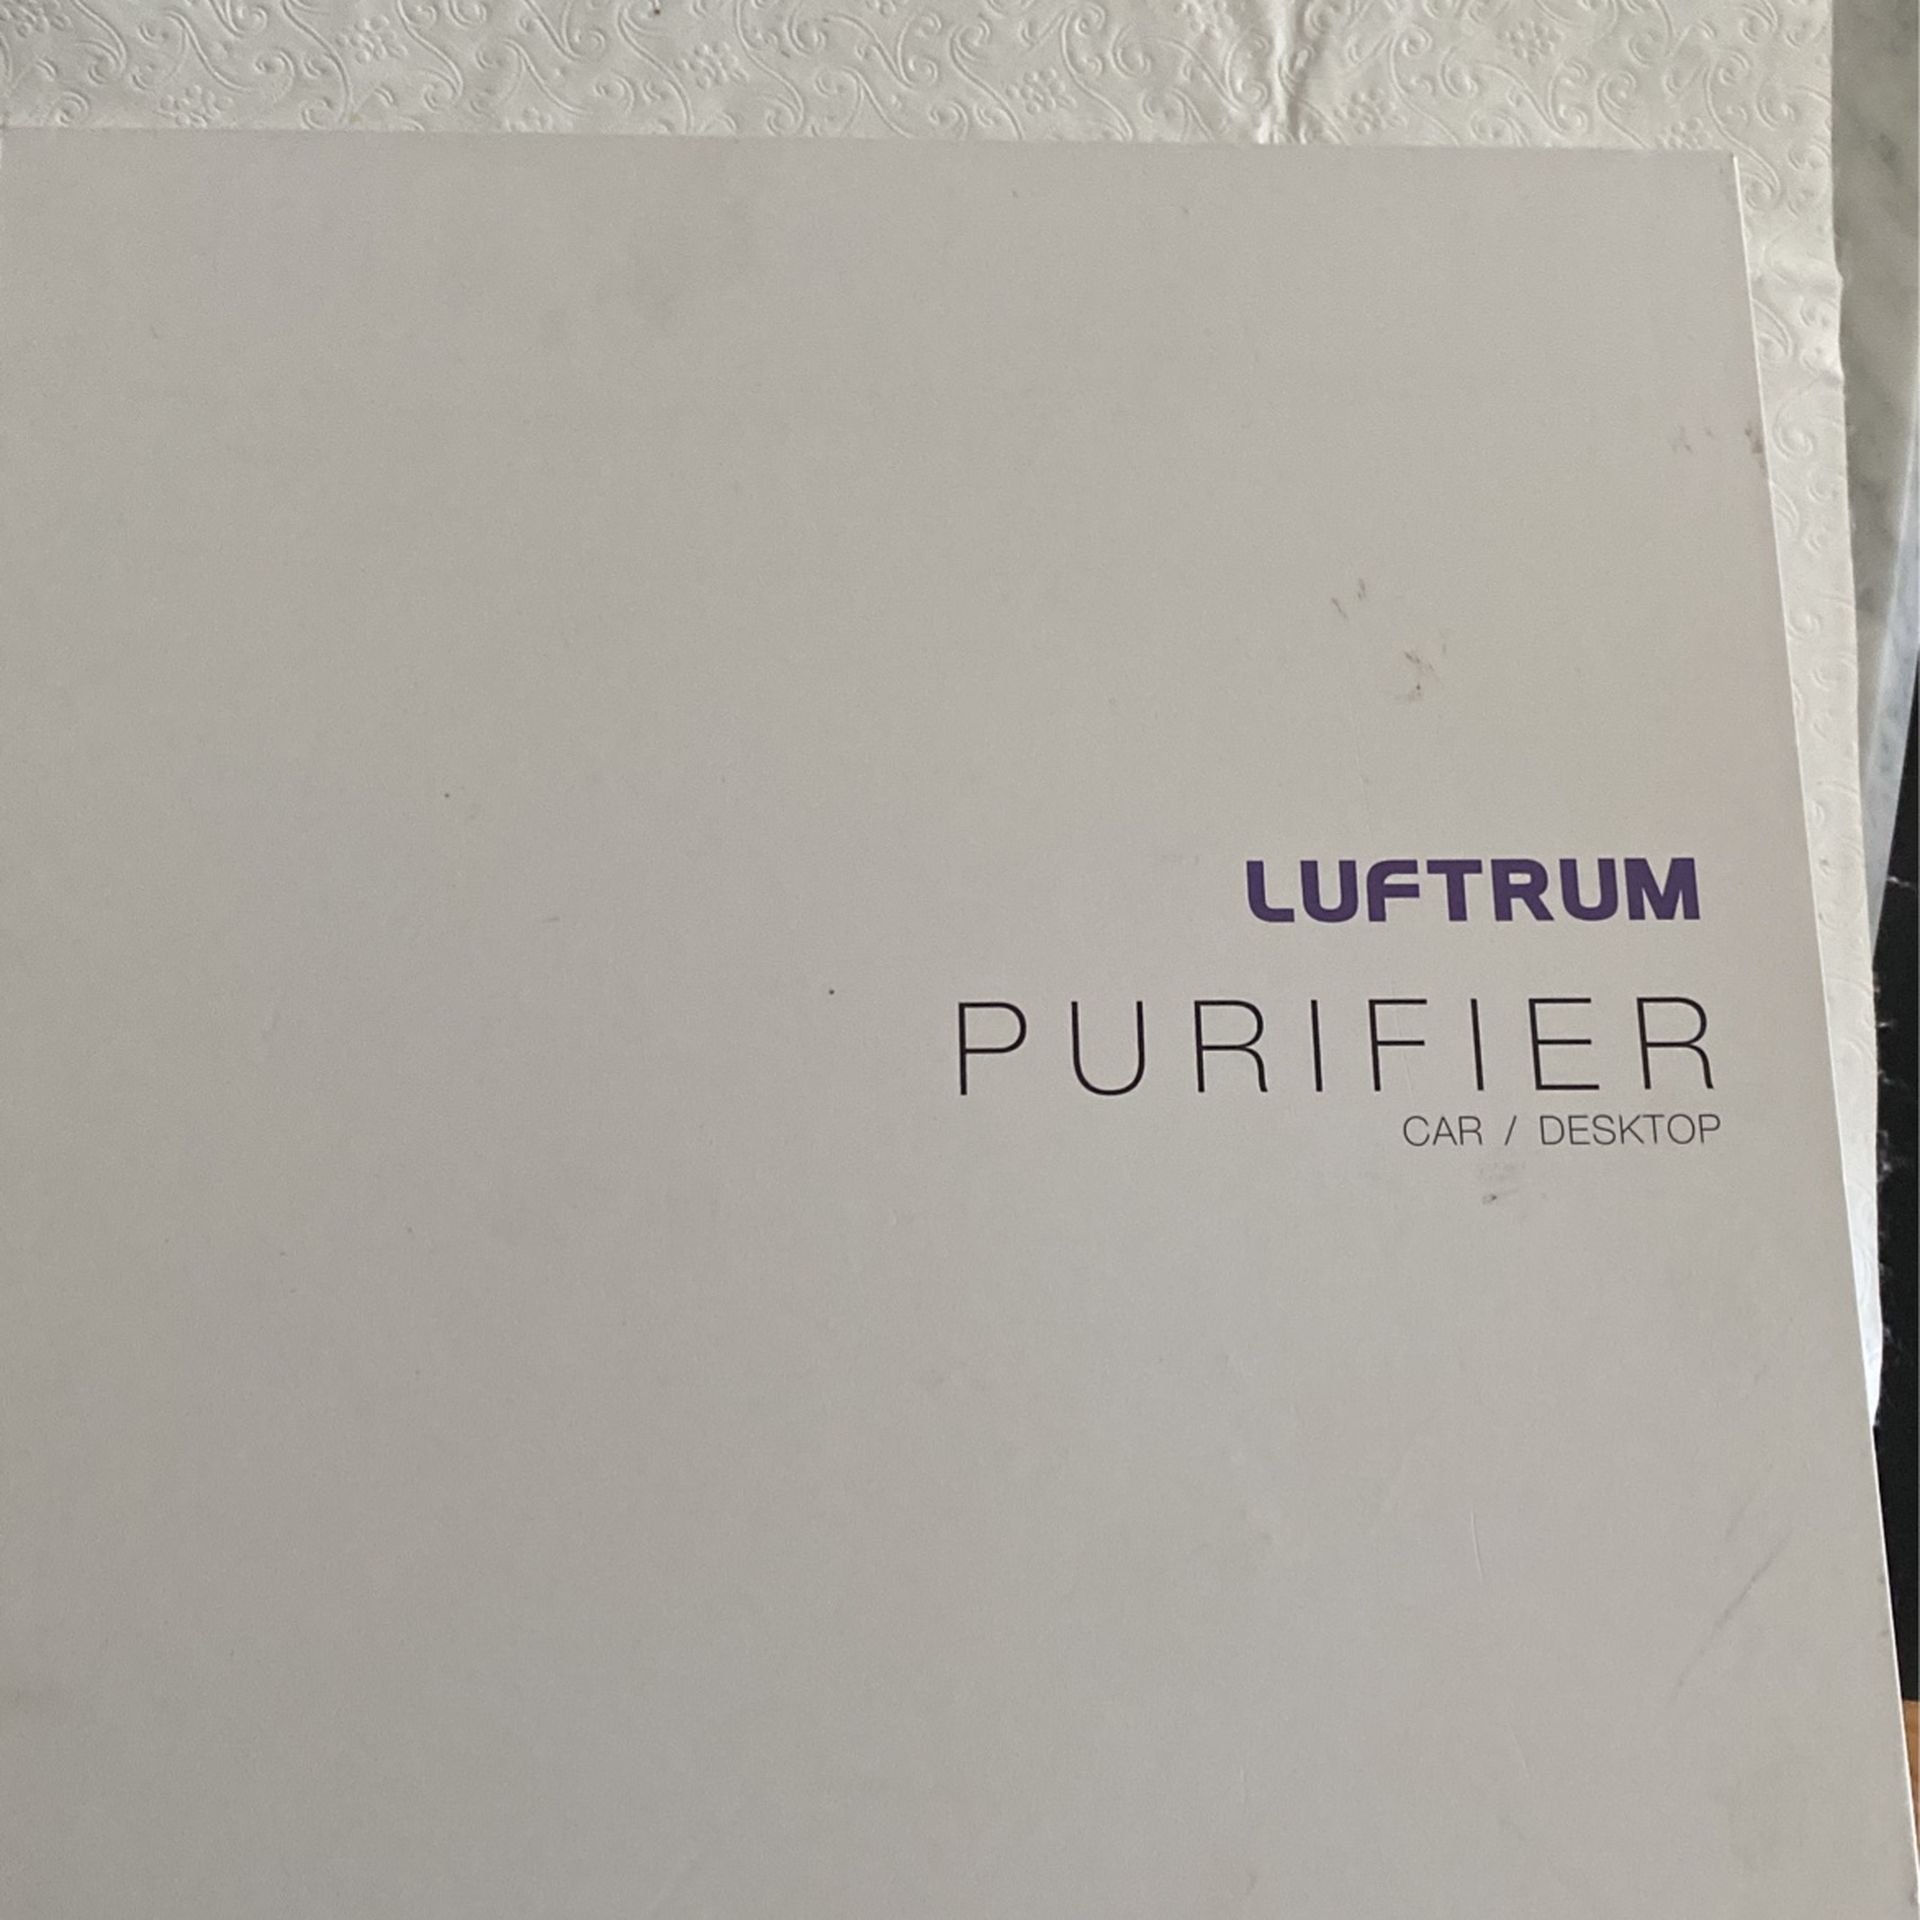 LUFTRUM
PURIFIER
CAR / DESKTOP